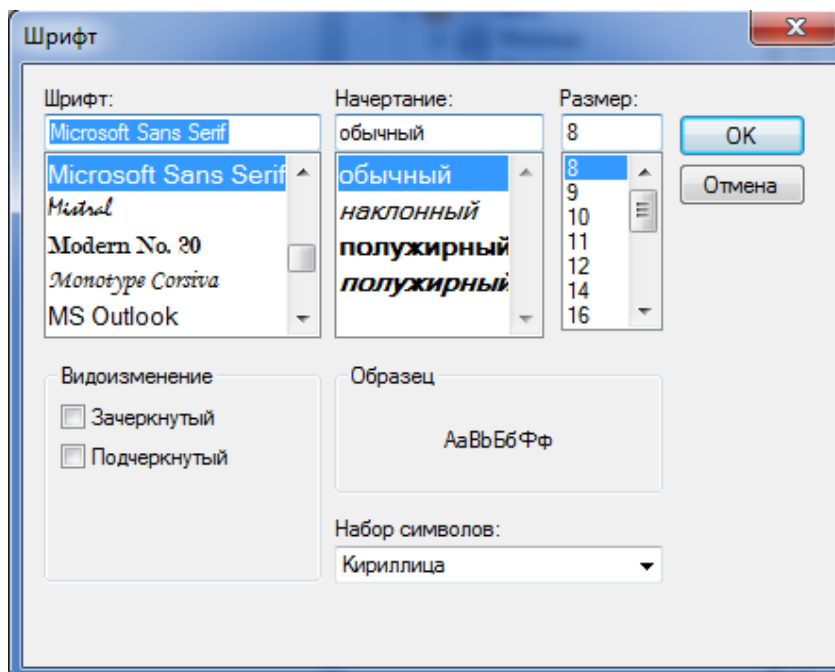 Шрифт
Шрифт:
Microsoft Sans Serif
Microsoft Sans Serif
Mistral
Modern No. 20
Monotype Corsiva
MS Outlook
Начертание:
обычный
обычный
наклонный
полужирный
полужирный
Размер:
8
8
9
10
11
12
14
16
OK
Отмена
Видоизменение
Зачеркнутый
Подчеркнутый
Образец
АаВbБбФф
Набор символов:
Кириллица